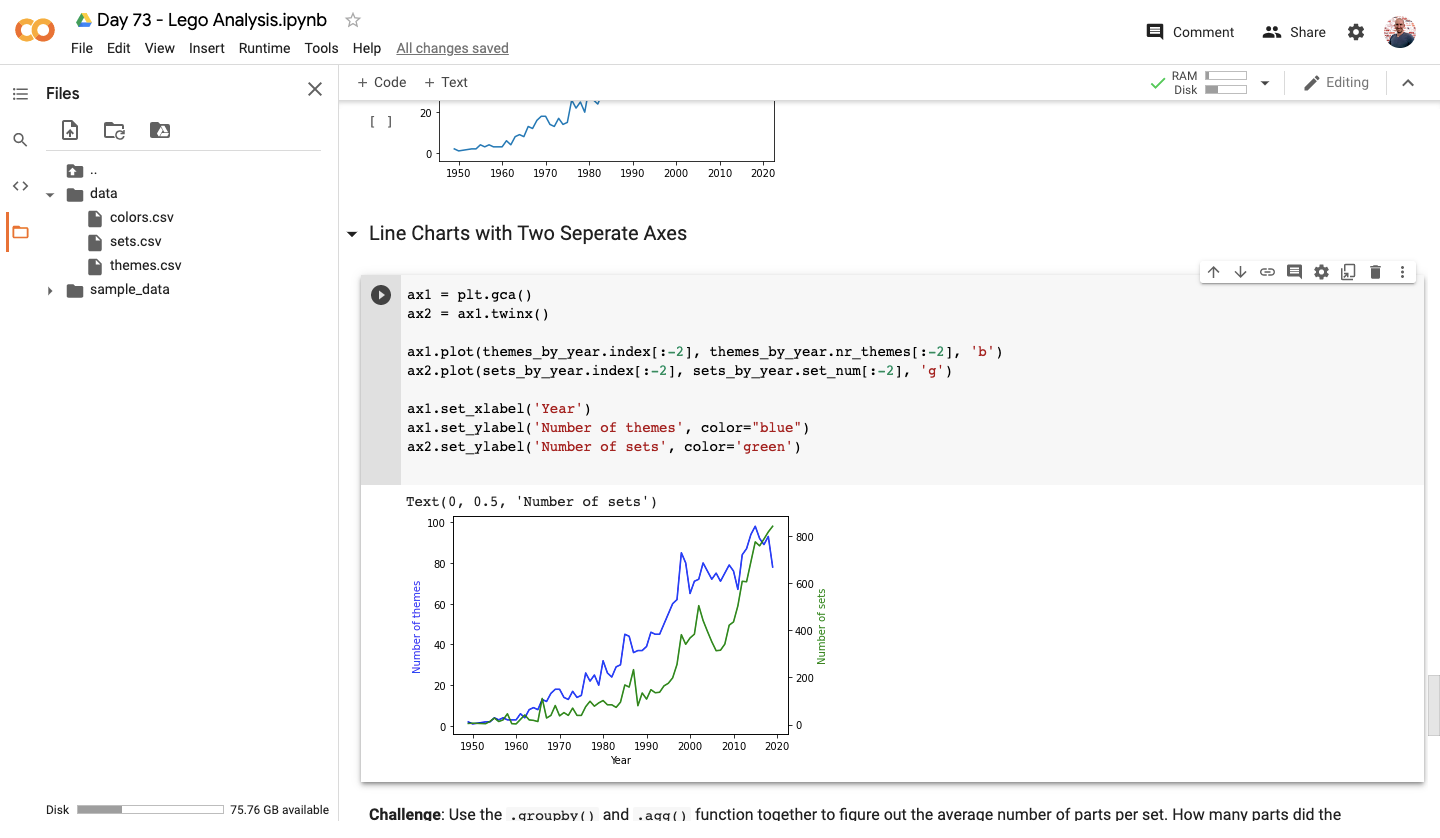 Day 73 - Lego Analysis.ipynb
File Edit View Insert Runtime Tools Help All changes saved
Comment Share
Files
+ Code + Text
RAM
Disk
Editing
..
data
colors.csv
sets.csv
themes.csv
sample_data
Disk 75.76 GB available
[ ]
20
0
1950 1960 1970 1980 1990 2000 2010 2020
Line Charts with Two Seperate Axes
ax1 = plt.gca()
ax2 = ax1.twinx()
ax1.plot(themes_by_year.index[:-2], themes_by_year.nr_themes[:-2], 'b')
ax2.plot(sets_by_year.index[:-2], sets_by_year.set_num[:-2], 'g')
ax1.set_xlabel('Year')
ax1.set_ylabel('Number of themes', color="blue")
ax2.set_ylabel('Number of sets', color='green')
Text(0, 0.5, 'Number of sets')
100
80
60
40
20
0
Number of themes
800
600
400
200
0
Number of sets
1950 1960 1970 1980 1990 2000 2010 2020
Year
Challenge: Use the .groupby() and .agg() function together to figure out the average number of parts per set. How many parts did the